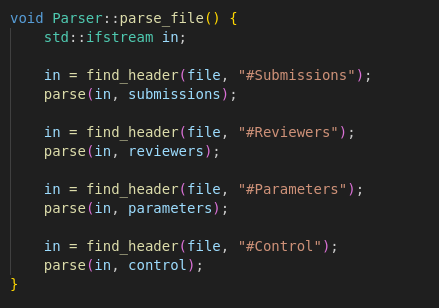 void Parser::parse_file() {
    std::ifstream in;

    in = find_header(file, "#Submissions");
    parse(in, submissions);

    in = find_header(file, "#Reviewers");
    parse(in, reviewers);

    in = find_header(file, "#Parameters");
    parse(in, parameters);

    in = find_header(file, "#Control");
    parse(in, control);
}